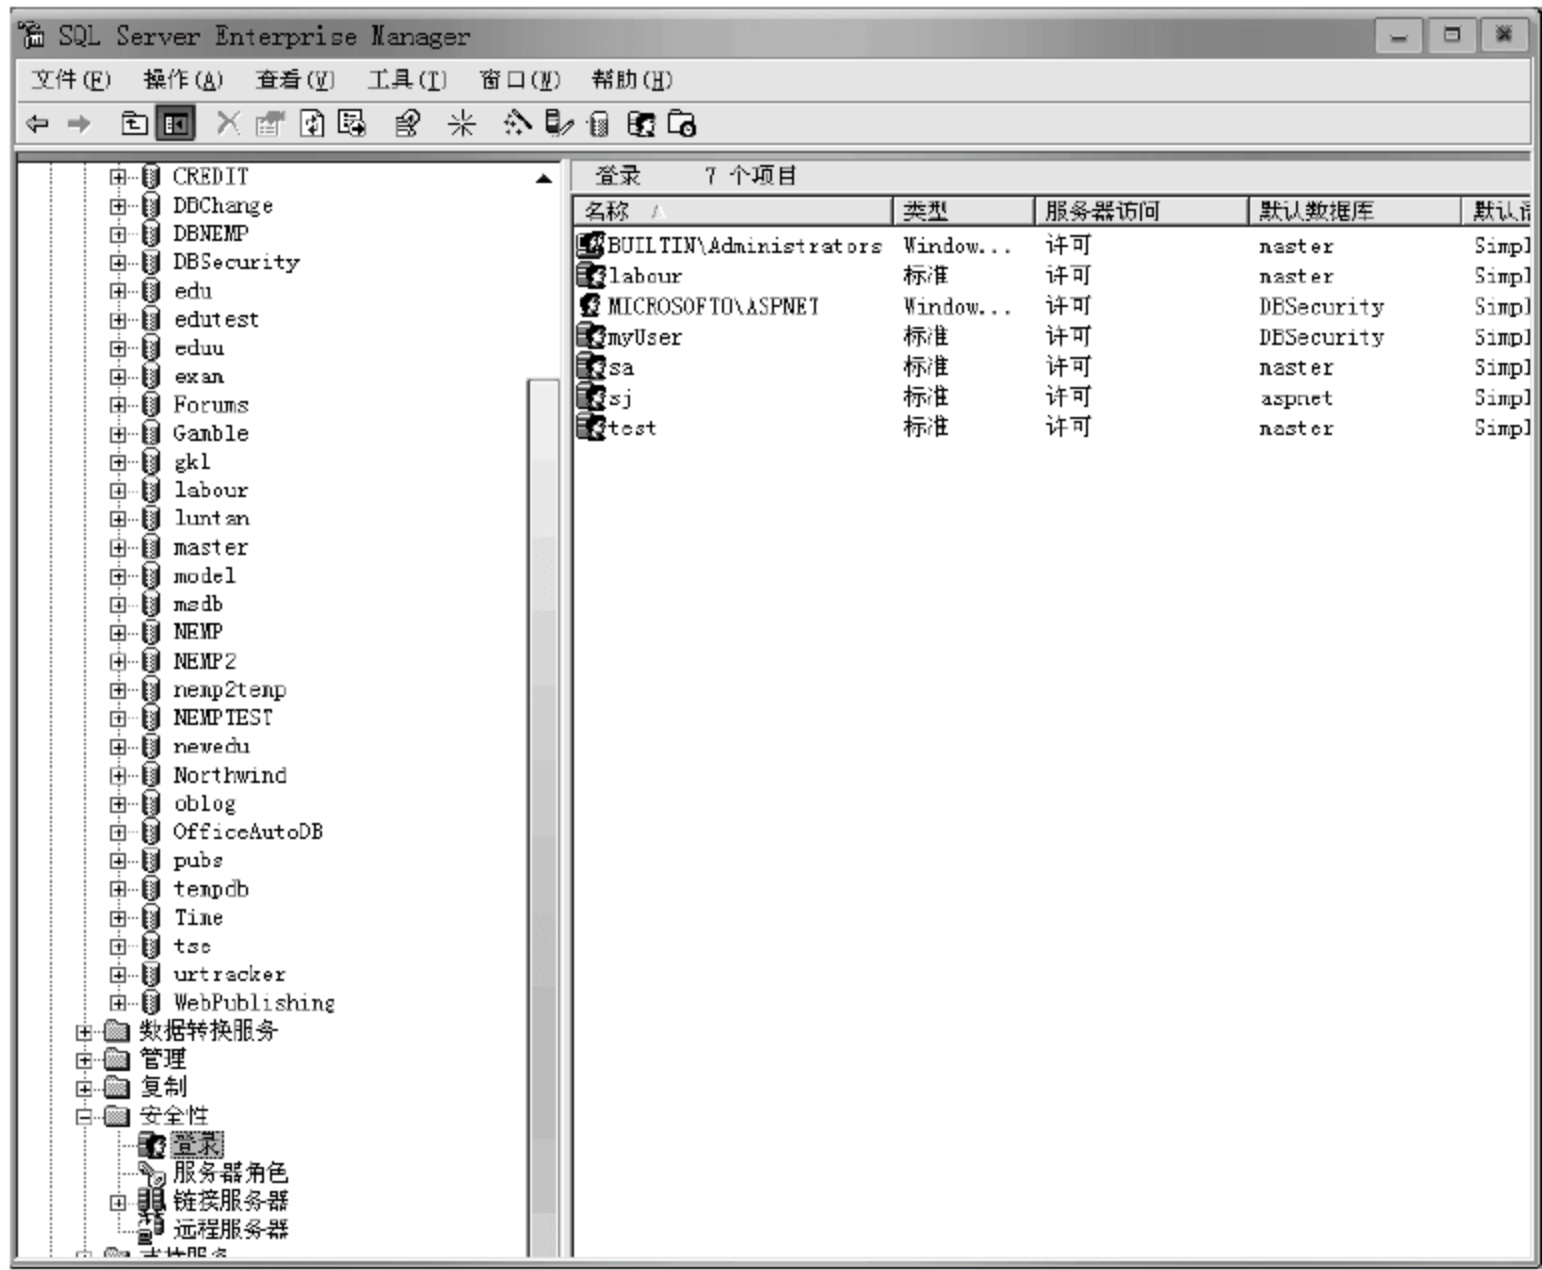 SQL Server Enterprise Manager
文件(F) 操作(A) 查看(V) 工具(T) 窗口(W) 帮助(H)
CREDIT
DBChange
DBNEMP
DBSecurity
edu
edutest
eduu
exam
Forums
Gamble
gkl
labour
luntan
master
model
msdb
NEMP
NEMP2
nemp2temp
NEMPTEST
newedu
Northwind
oblog
OfficeAutoDB
pubs
tempdb
Time
tsc
urtracker
WebPublishing
数据转换服务
管理
复制
安全性
登录
服务器角色
链接服务器
远程服务器
登录 7 个项目
名称 类型 服务器访问 默认数据库 默认
BUILTIN\Administrators Window... 许可 master Simpl
labour 标准 许可 master Simpl
MICROSOFTO\ASPNET Window... 许可 DBSecurity Simpl
myUser 标准 许可 DBSecurity Simpl
sa 标准 许可 master Simpl
sj 标准 许可 aspnet Simpl
test 标准 许可 master Simpl